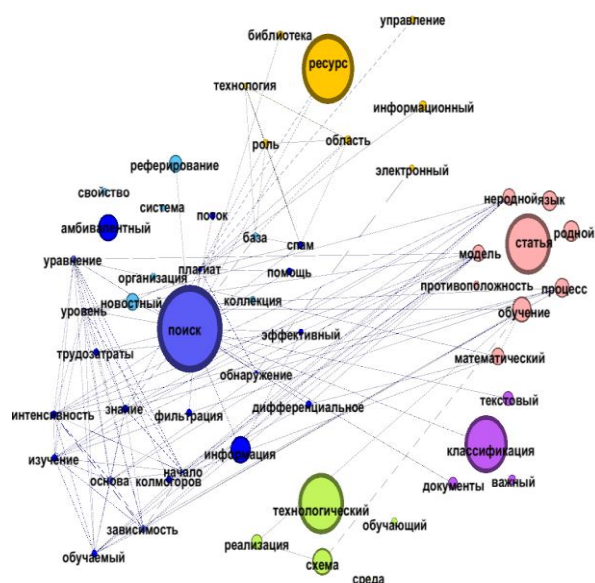 управление
библиотека
ресурс
технология
информационный
роль
область
реферирование
электронный
свойство
неродной
язык
система
поток
амбивалентный
родной
статья
база
спам
уравнение
модель
плагиат
помощь
организация
противоположность
процесс
новостный
коллекция
уровень
обучение
поиск
эффективный
трудозатраты
математический
обнаружение
текстовый
интенсивность
знание
фильтрация
дифференциальное
классификация
информация
изучение
начало
основа
колмоторов
документы
важный
технологический
зависимость
обучающий
реализация
обучаемый
схема
среда